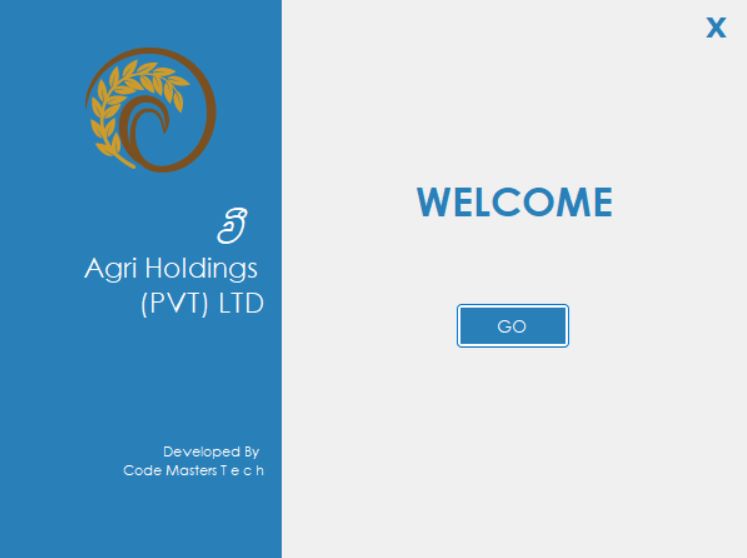 වී
Agri Holdings
(PVT) LTD
Developed By
Code Masters T e c h
X
WELCOME
GO